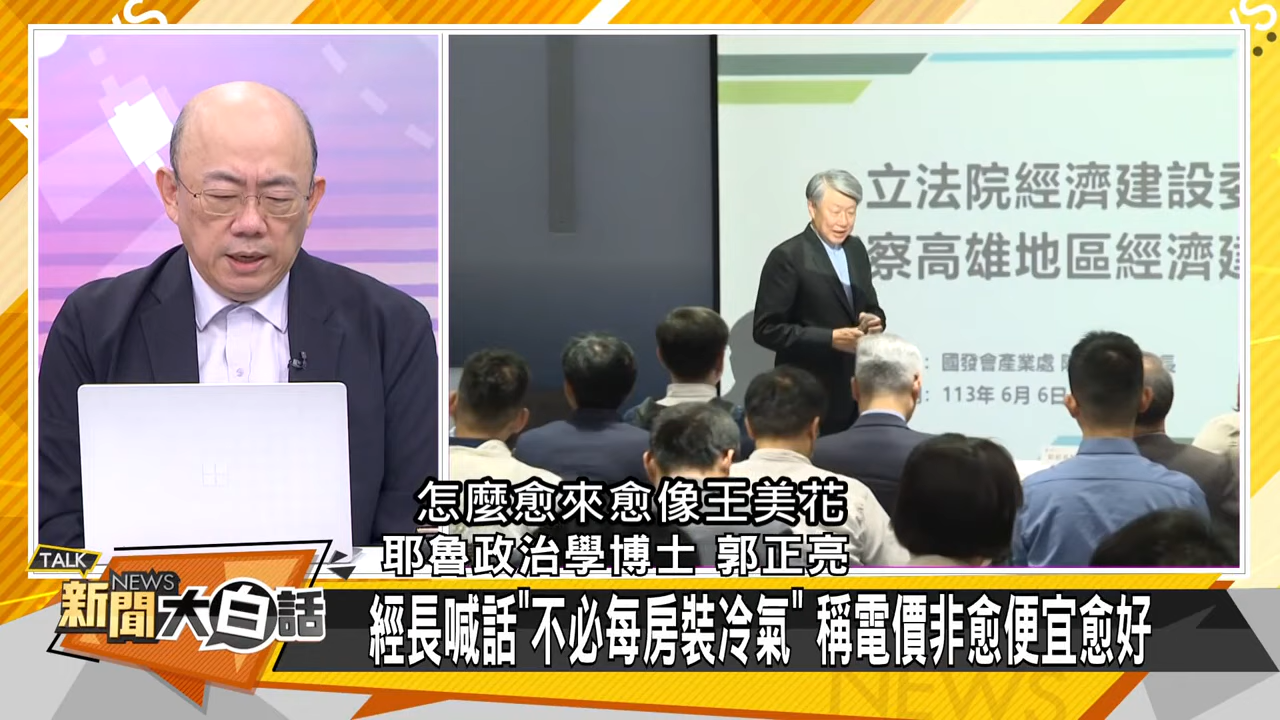 立法院經濟建設委
察高雄地區經濟建
國發會產業處
長
113年 6月 6日
怎麼愈來愈像王美花
耶魯政治學博士 郭正亮
TALK
NEWS
新聞大白話
經長喊話"不必每房裝冷氣" 稱電價非愈便宜愈好
NEWS